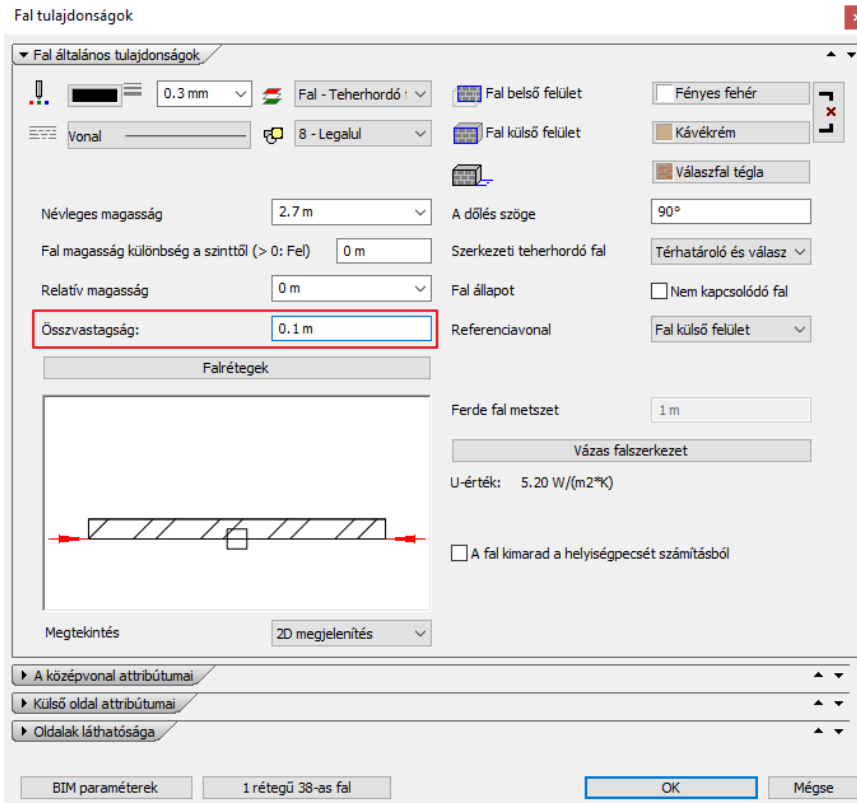 Fal tulajdonságok
Fal általános tulajdonságok
0.3 mm
Fal - Teherhordó
Vonal
8 - Legalul
Fal belső felület
Fényes fehér
Fal külső felület
Kávékrém
Válaszfal tégla
Névleges magasság
2.7 m
A dőlés szöge
90°
Fal magasság különbség a szinttől (> 0: Fel)
0 m
Szerkezeti teherhordó fal
Térhatároló és válasz
Relatív magasság
0 m
Fal állapot
Nem kapcsolódó fal
Összvastagság:
0.1 m
Referenciavonal
Fal külső felület
Falrétegek
Ferde fal metszet
1 m
Vázas falszerkezet
U-érték: 5.20 W/(m2*K)
A fal kimarad a helyiségpecsét számításból
Megtekintés
2D megjelenítés
A középvonal attribútumai
Külső oldal attribútumai
Oldalak láthatósága
BIM paraméterek
1 rétegű 38-as fal
OK
Mégse